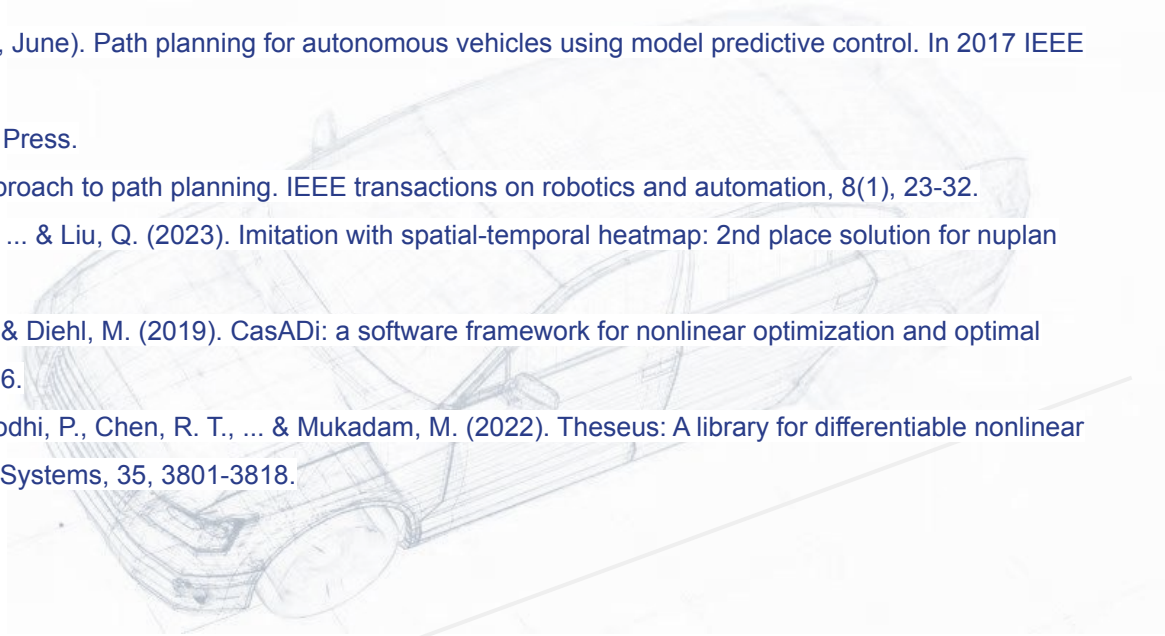 , June). Path planning for autonomous vehicles using model predictive control. In 2017 IEEE
Press.
proach to path planning. IEEE transactions on robotics and automation, 8(1), 23-32.
... & Liu, Q. (2023). Imitation with spatial-temporal heatmap: 2nd place solution for nuplan
& Diehl, M. (2019). CasADi: a software framework for nonlinear optimization and optimal
6.
odhi, P., Chen, R. T., ... & Mukadam, M. (2022). Theseus: A library for differentiable nonlinear
Systems, 35, 3801-3818.